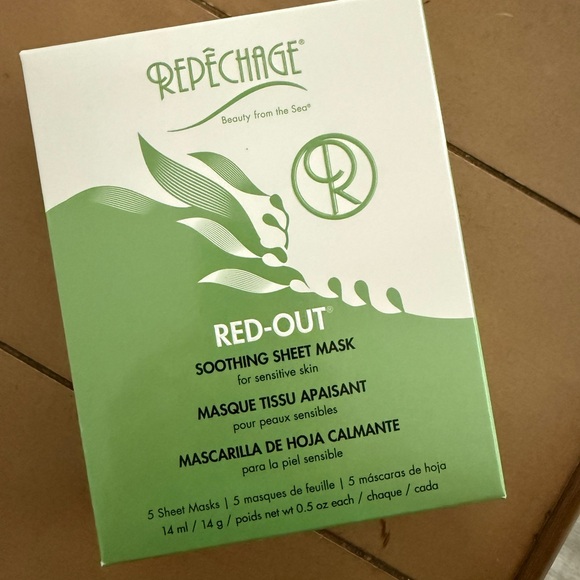 REPÊCHAGE®
Beauty from the Sea®
RED-OUT®
SOOTHING SHEET MASK
for sensitive skin
MASQUE TISSU APAISANT
pour peaux sensibles
MASCARILLA DE HOJA CALMANTE
para la piel sensible
5 Sheet Masks | 5 masques de feuille | 5 máscaras de hoja
14 ml / 14 g / poids net wt 0.5 oz each / chaque / cada